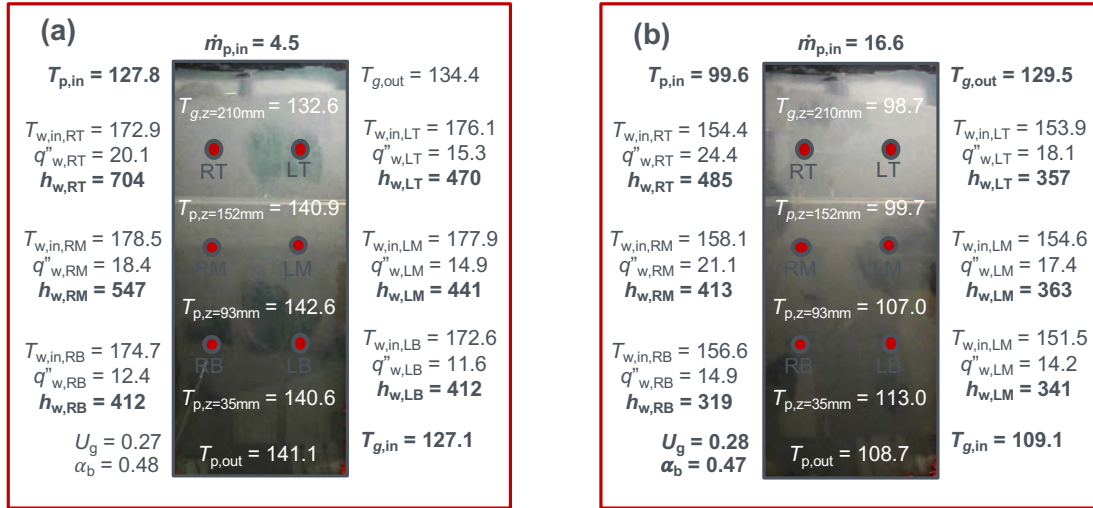 (a)
ṁp,in = 4.5
Tp,in = 127.8
Tg,out = 134.4
Tg,z=210mm = 132.6
Tw,in,RT = 172.9
q”w,RT = 20.1
hw,RT = 704
Tw,in,LT = 176.1
q”w,LT = 15.3
hw,LT = 470
RT
LT
Tp,z=152mm = 140.9
Tw,in,RM = 178.5
q”w,RM = 18.4
hw,RM = 547
Tw,in,LM = 177.9
q”w,LM = 14.9
hw,LM = 441
RM
LM
Tp,z=93mm = 142.6
Tw,in,RB = 174.7
q”w,RB = 12.4
hw,RB = 412
Tw,in,LB = 172.6
q”w,LB = 11.6
hw,LB = 412
RB
LB
Tp,z=35mm = 140.6
Ug = 0.27
αb = 0.48
Tp,out = 141.1
Tg,in = 127.1
(b)
ṁp,in = 16.6
Tp,in = 99.6
Tg,out = 129.5
Tg,z=210mm = 98.7
Tw,in,RT = 154.4
q”w,RT = 24.4
hw,RT = 485
Tw,in,LT = 153.9
q”w,LT = 18.1
hw,LT = 357
RT
LT
Tp,z=152mm = 99.7
Tw,in,RM = 158.1
q”w,RM = 21.1
hw,RM = 413
Tw,in,LM = 154.6
q”w,LM = 17.4
hw,LM = 363
RM
LM
Tp,z=93mm = 107.0
Tw,in,RB = 156.6
q”w,RB = 14.9
hw,RB = 319
Tw,in,LM = 151.5
q”w,LM = 14.2
hw,LM = 341
RB
LB
Tp,z=35mm = 113.0
Ug = 0.28
αb = 0.47
Tp,out = 108.7
Tg,in = 109.1